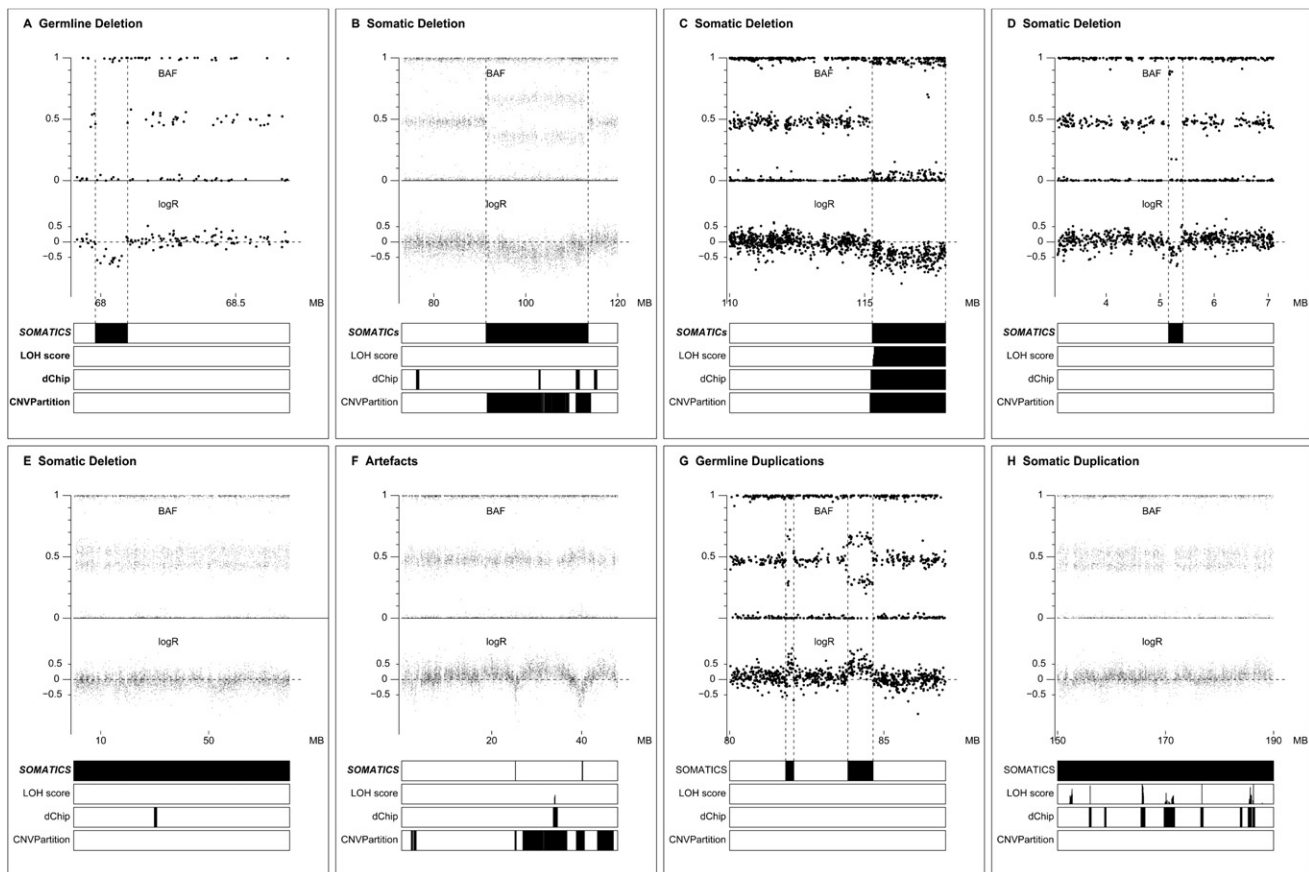 A Germline Deletion
1
BAF
0.5
0
logR
0.5
0
−0.5
68
68.5
MB
SOMATICS
LOH score
dChip
CNVPartition
B Somatic Deletion
1
BAF
0.5
0
logR
0.5
0
−0.5
80
100
120
MB
SOMATICs
LOH score
dChip
CNVPartition
C Somatic Deletion
1
BAF
0.5
0
logR
0.5
0
−0.5
110
115
MB
SOMATICs
LOH score
dChip
CNVPartition
D Somatic Deletion
1
BAF
0.5
0
logR
0.5
0
−0.5
4
5
6
7
MB
SOMATICS
LOH score
dChip
CNVPartition
E Somatic Deletion
1
BAF
0.5
0
logR
0.5
0
−0.5
10
50
MB
SOMATICS
LOH score
dChip
CNVPartition
F Artefacts
1
BAF
0.5
0
logR
0.5
0
−0.5
20
40
MB
SOMATICS
LOH score
dChip
CNVPartition
G Germline Duplications
1
BAF
0.5
0
logR
0.5
0
−0.5
80
85
MB
SOMATICS
LOH score
dChip
CNVPartition
H Somatic Duplication
1
BAF
0.5
0
logR
0.5
0
−0.5
150
170
190
MB
SOMATICS
LOH score
dChip
CNVPartition